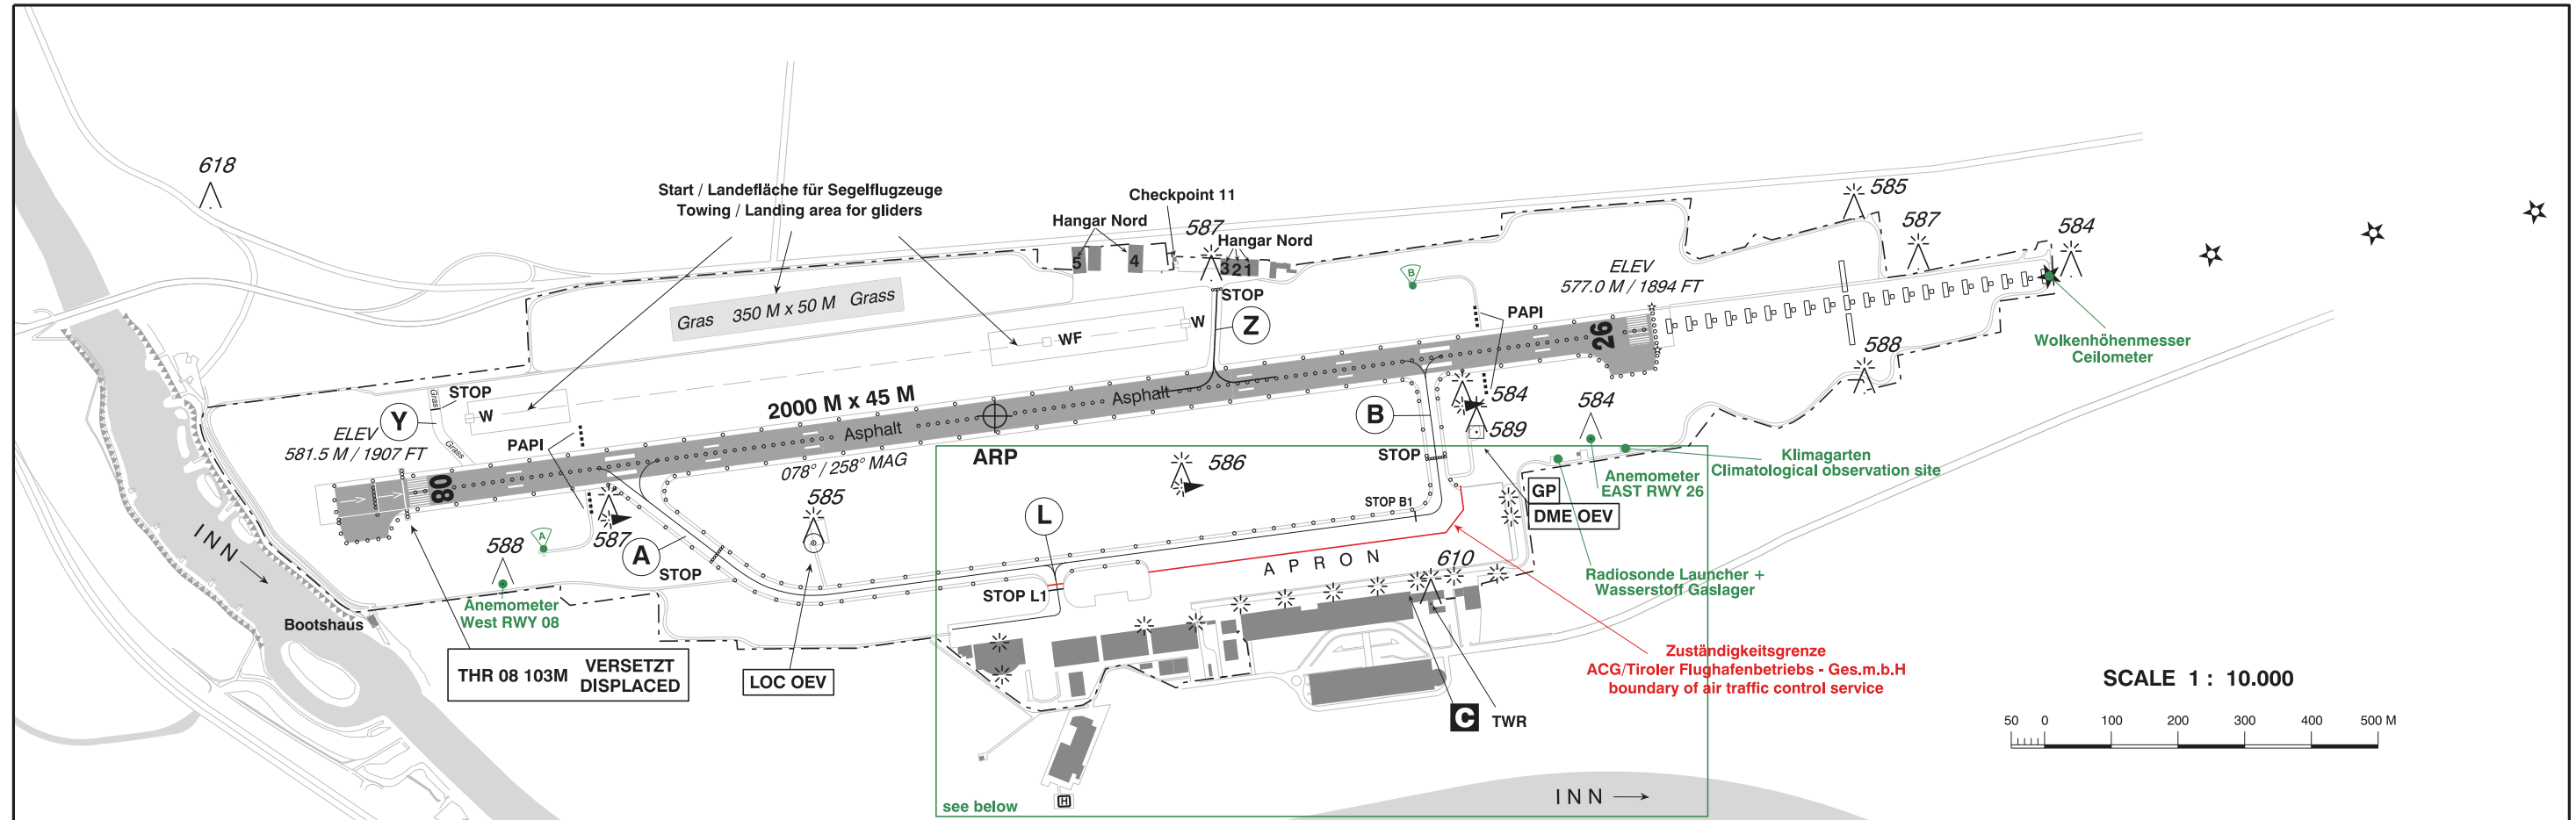 618
Start / Landefläche für Segelflugzeuge
Towing / Landing area for gliders
Checkpoint 11
Hangar Nord
587
Hangar Nord
5
4
3 2 1
585
587
584
ELEV
577.0 M / 1894 FT
B
STOP
Z
PAPI
Gras 350 M x 50 M Grass
WF
W
26
Wolkenhöhenmesser
Ceilometer
588
STOP
Gras
Y
W
Grass
2000 M x 45 M
Asphalt
Asphalt
B
584
589
584
ELEV
581.5 M / 1907 FT
PAPI
078° / 258° MAG
ARP
586
STOP
Klimagarten
Climatological observation site
Anemometer
EAST RWY 26
08
585
L
STOP B1
GP
DME OEV
INN
A
588
587
A
STOP
APRON
610
Radiosonde Launcher +
Wasserstoff Gaslager
STOP L1
Anemometer
West RWY 08
Bootshaus
THR 08 103M VERSETZT
DISPLACED
LOC OEV
Zuständigkeitsgrenze
ACG/Tiroler Flughafenbetriebs - Ges.m.b.H
boundary of air traffic control service
C
TWR
SCALE 1 : 10.000
50 0 100 200 300 400 500 M
H
see below
INN